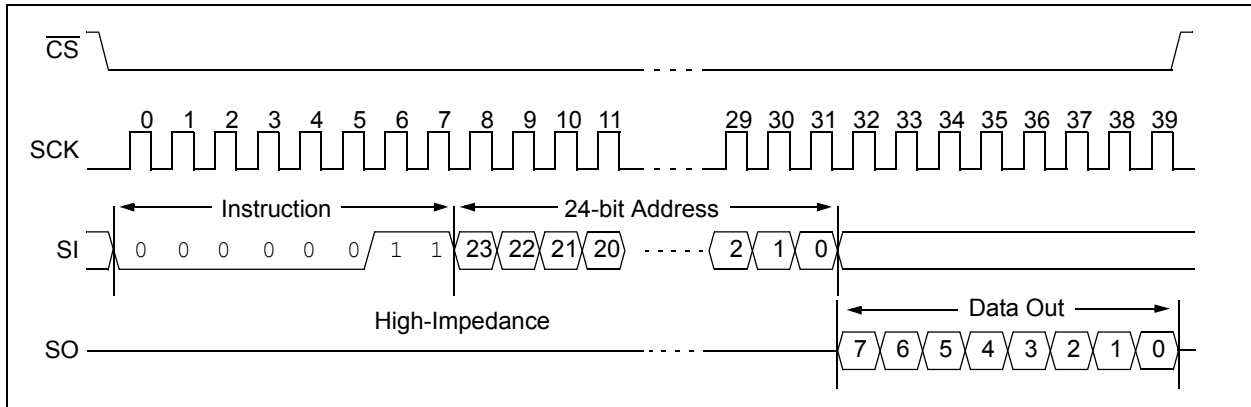 CS
0 1 2 3 4 5 6 7 8 9 10 11 29 30 31 32 33 34 35 36 37 38 39
SCK
Instruction 24-bit Address
SI 0 0 0 0 0 0 1 1 23 22 21 20 2 1 0
Data Out
High-Impedance
SO 7 6 5 4 3 2 1 0